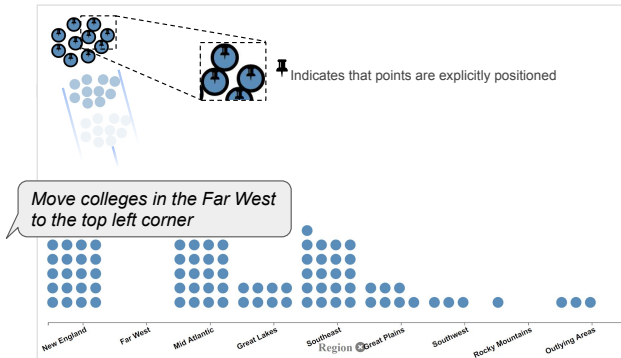 Indicates that points are explicitly positioned
Move colleges in the Far West
to the top left corner
New England
Far West
Mid Atlantic
Great Lakes
Southeast
Great Plains
Southwest
Rocky Mountains
Outlying Areas
Region